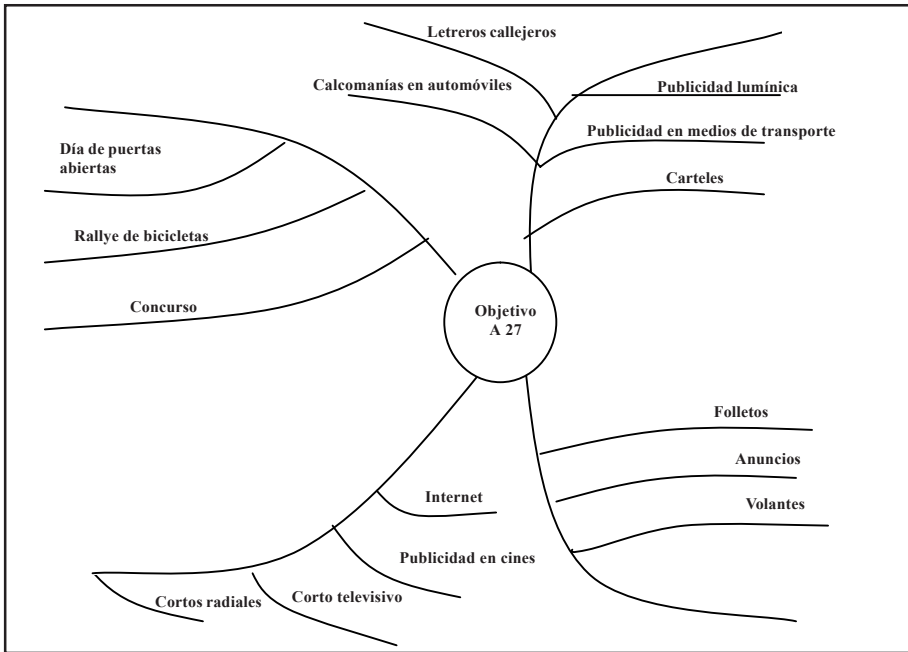 Letreros callejeros
Calcomanías en automóviles
Publicidad lumínica
Publicidad en medios de transporte
Carteles
Día de puertas
abiertas
Rallye de bicicletas
Concurso
Objetivo
A 27
Folletos
Anuncios
Volantes
Internet
Publicidad en cines
Corto televisivo
Cortos radiales